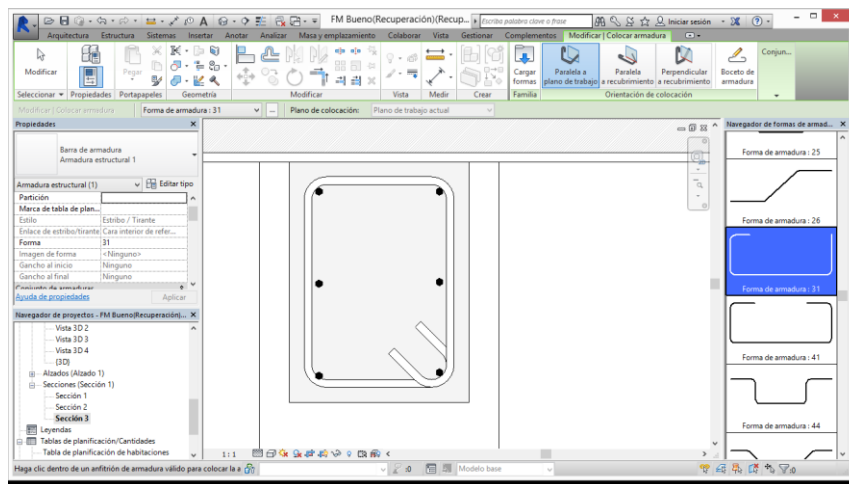 FM Bueno(Recuperación)(Recup...
Escribe palabra clave o frase
Iniciar sesión
Arquitectura Estructura Sistemas Insertar Anotar Analizar Masa y emplazamiento Colaborar Vista Gestionar Complementos Modificar | Colocar armadura
Modificar
Pegar
Cargar formas
Paralela a plano de trabajo
Paralela a recubrimiento
Perpendicular a recubrimiento
Boceto de armadura
Conjun...
Seleccionar Propiedades Portapapeles Geometría Modificar Vista Medir Crear Familia Orientación de colocación
Modificar | Colocar armadura
Forma de armadura : 31
Plano de colocación: Plano de trabajo actual
Propiedades
Barra de armadura
Armadura estructural 1
Armadura estructural (1)
Editar tipo
Partición
Marca de tabla de plan...
Estilo Estribo / Tirante
Enlace de estribo/tirante Cara interior de refer...
Forma 31
Imagen de forma <Ninguno>
Gancho al inicio Ninguno
Gancho al final Ninguno
Conjunto de armaduras
Ayuda de propiedades Aplicar
Navegador de proyectos - FM Bueno(Recuperación)...
Vista 3D 2
Vista 3D 3
Vista 3D 4
{3D}
Alzados (Alzado 1)
Secciones (Sección 1)
Sección 1
Sección 2
Sección 3
Leyendas
Tablas de planificación/Cantidades
Tabla de planificación de habitaciones
1 : 1
Navegador de formas de armad...
Forma de armadura : 25
Forma de armadura : 26
Forma de armadura : 31
Forma de armadura : 41
Forma de armadura : 44
Haga clic dentro de un anfitrión de armadura válido para colocar la a
:0
Modelo base
:0